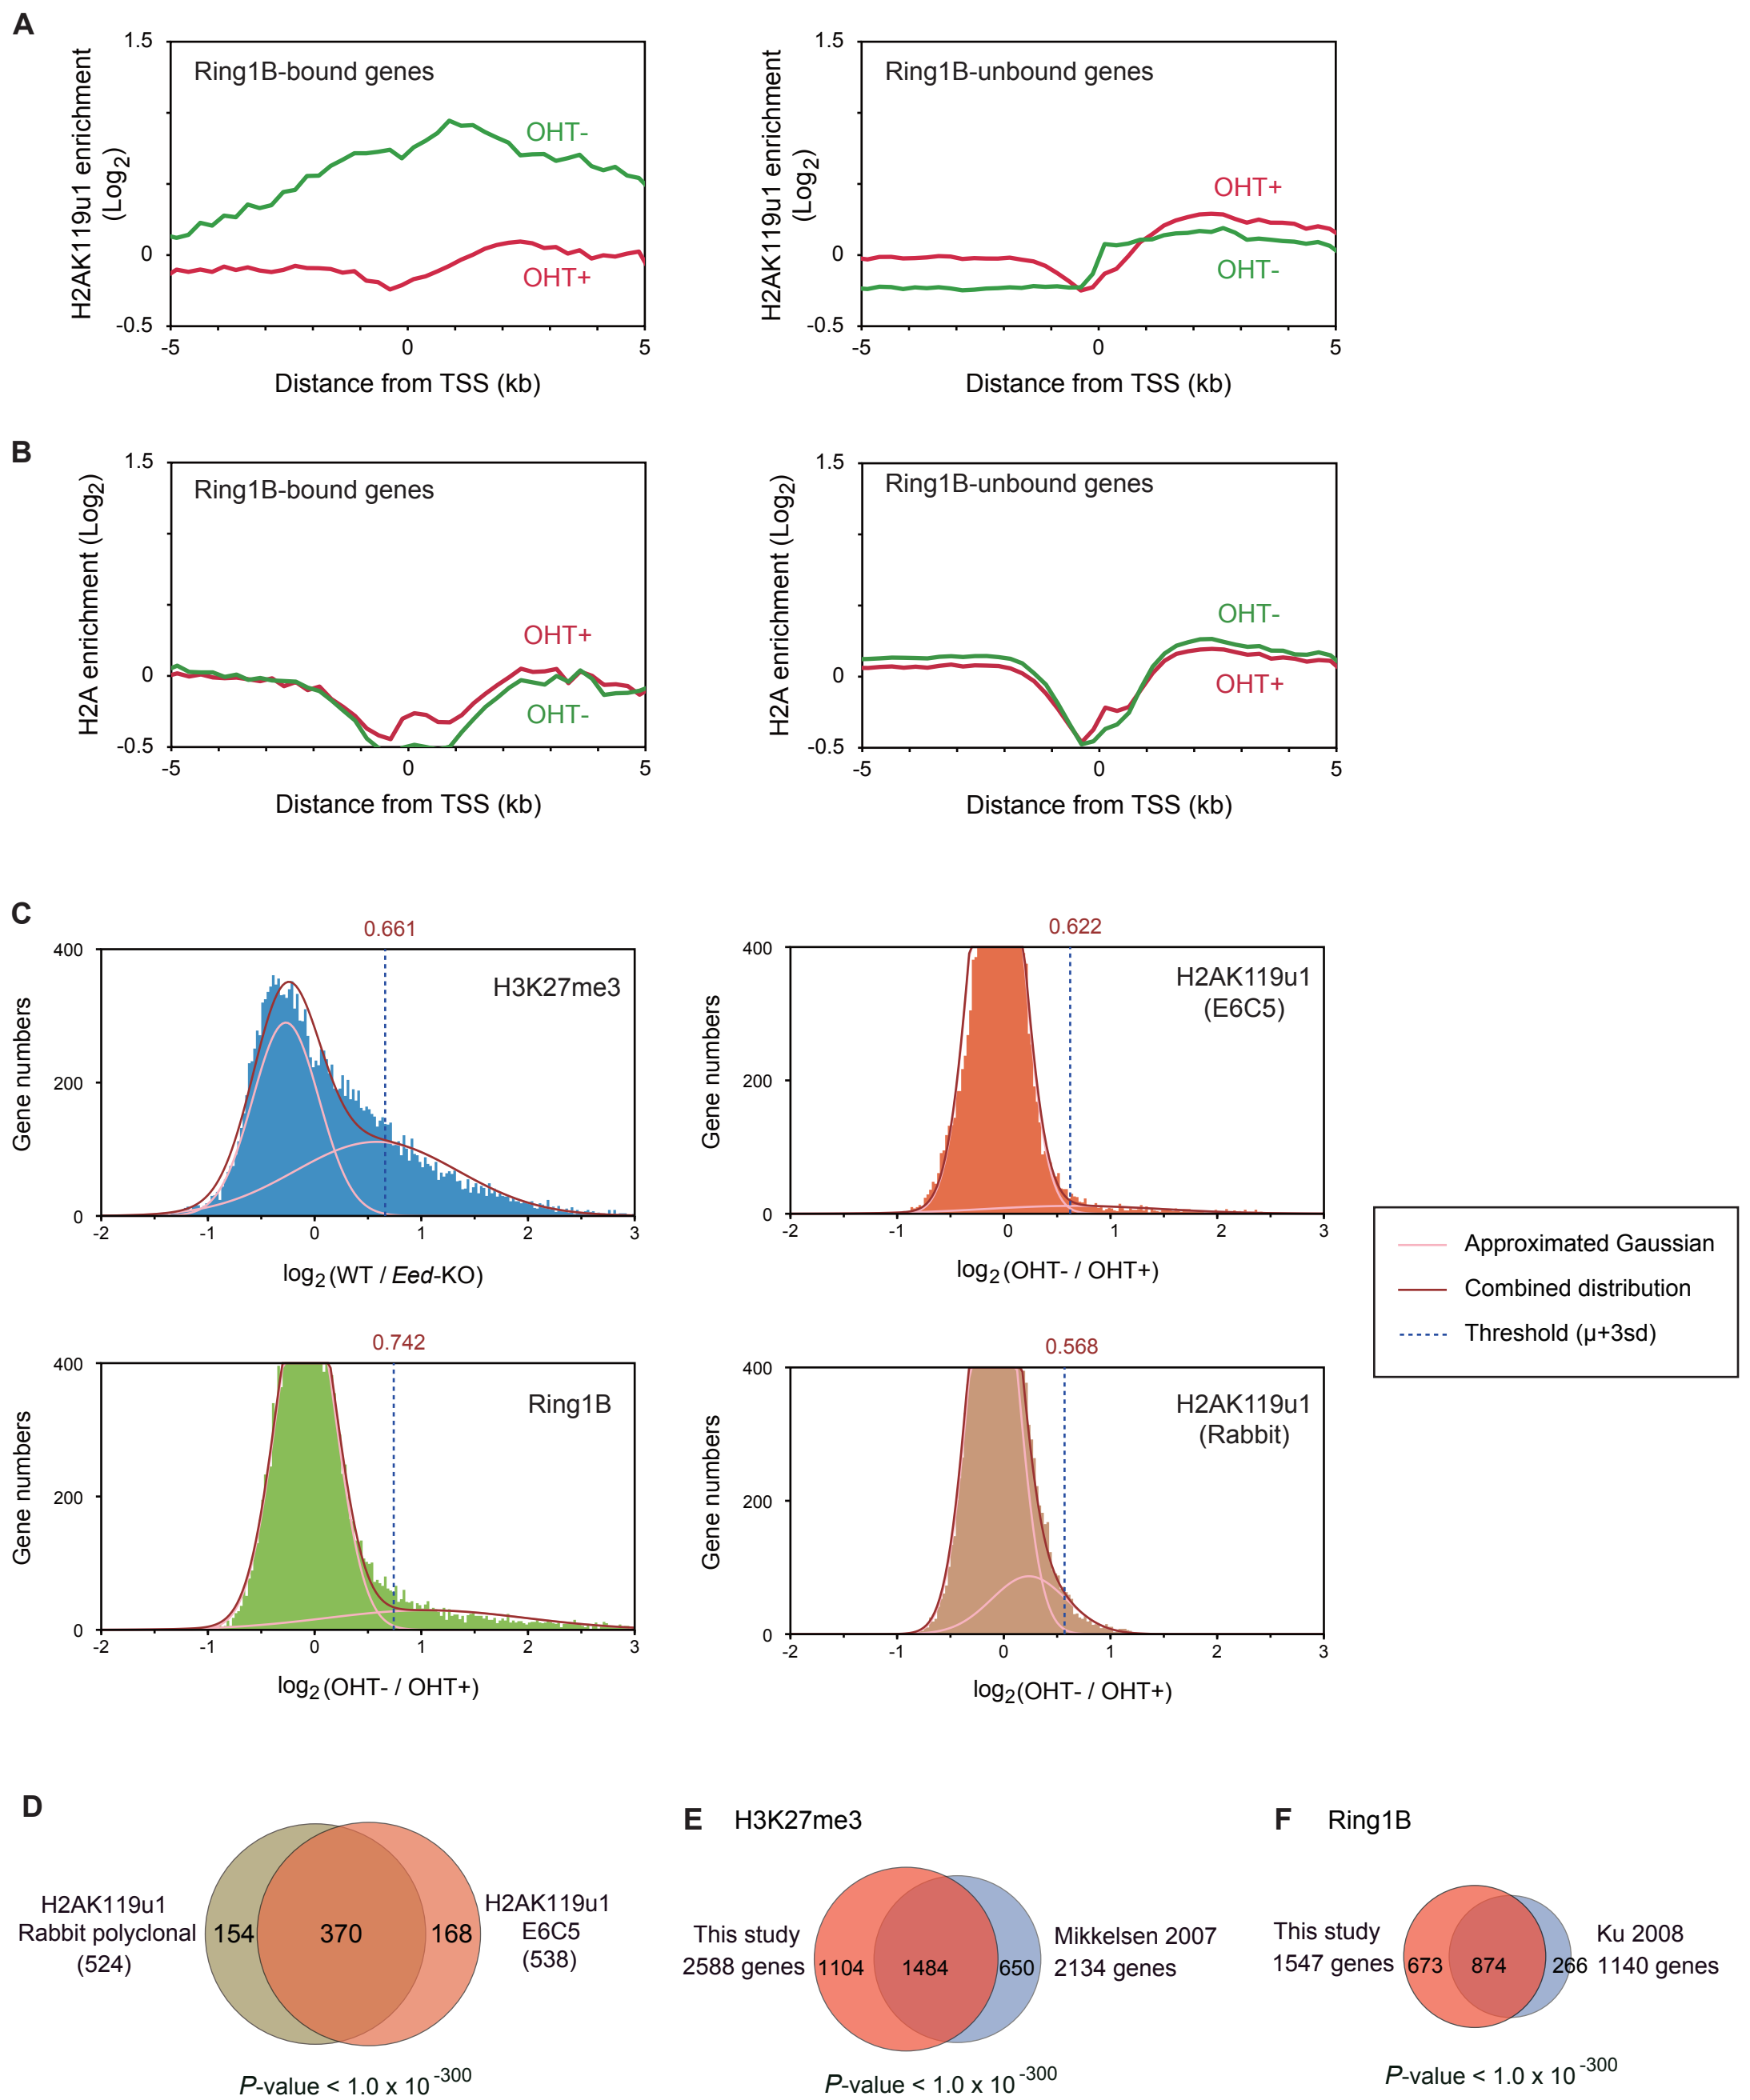 A
1.5
Ring1B-bound genes
OHT-
H2AK119u1 enrichment
(Log2)
0
OHT+
-0.5
-5
0
5
Distance from TSS (kb)
1.5
Ring1B-unbound genes
H2AK119u1 enrichment
(Log2)
OHT+
0
OHT-
-0.5
-5
0
5
Distance from TSS (kb)
B
1.5
Ring1B-bound genes
H2A enrichment (Log2)
OHT+
0
OHT-
-0.5
-5
0
5
Distance from TSS (kb)
1.5
Ring1B-unbound genes
H2A enrichment (Log2)
OHT-
0
OHT+
-0.5
-5
0
5
Distance from TSS (kb)
C
0.661
400
H3K27me3
Gene numbers
200
0
-2
-1
0
1
2
3
log2 (WT / Eed-KO)
0.622
400
H2AK119u1
(E6C5)
Gene numbers
200
0
-2
-1
0
1
2
3
log2 (OHT- / OHT+)
Approximated Gaussian
Combined distribution
Threshold (μ+3sd)
0.742
400
Ring1B
Gene numbers
200
0
-2
-1
0
1
2
3
log2 (OHT- / OHT+)
0.568
400
H2AK119u1
(Rabbit)
Gene numbers
200
0
-2
-1
0
1
2
3
log2 (OHT- / OHT+)
D
H2AK119u1
Rabbit polyclonal
(524)
154
370
168
H2AK119u1
E6C5
(538)
P-value < 1.0 x 10 -300
E H3K27me3
This study
2588 genes
1104
1484
650
Mikkelsen 2007
2134 genes
P-value < 1.0 x 10 -300
F Ring1B
This study
1547 genes
673
874
266
Ku 2008
1140 genes
P-value < 1.0 x 10 -300